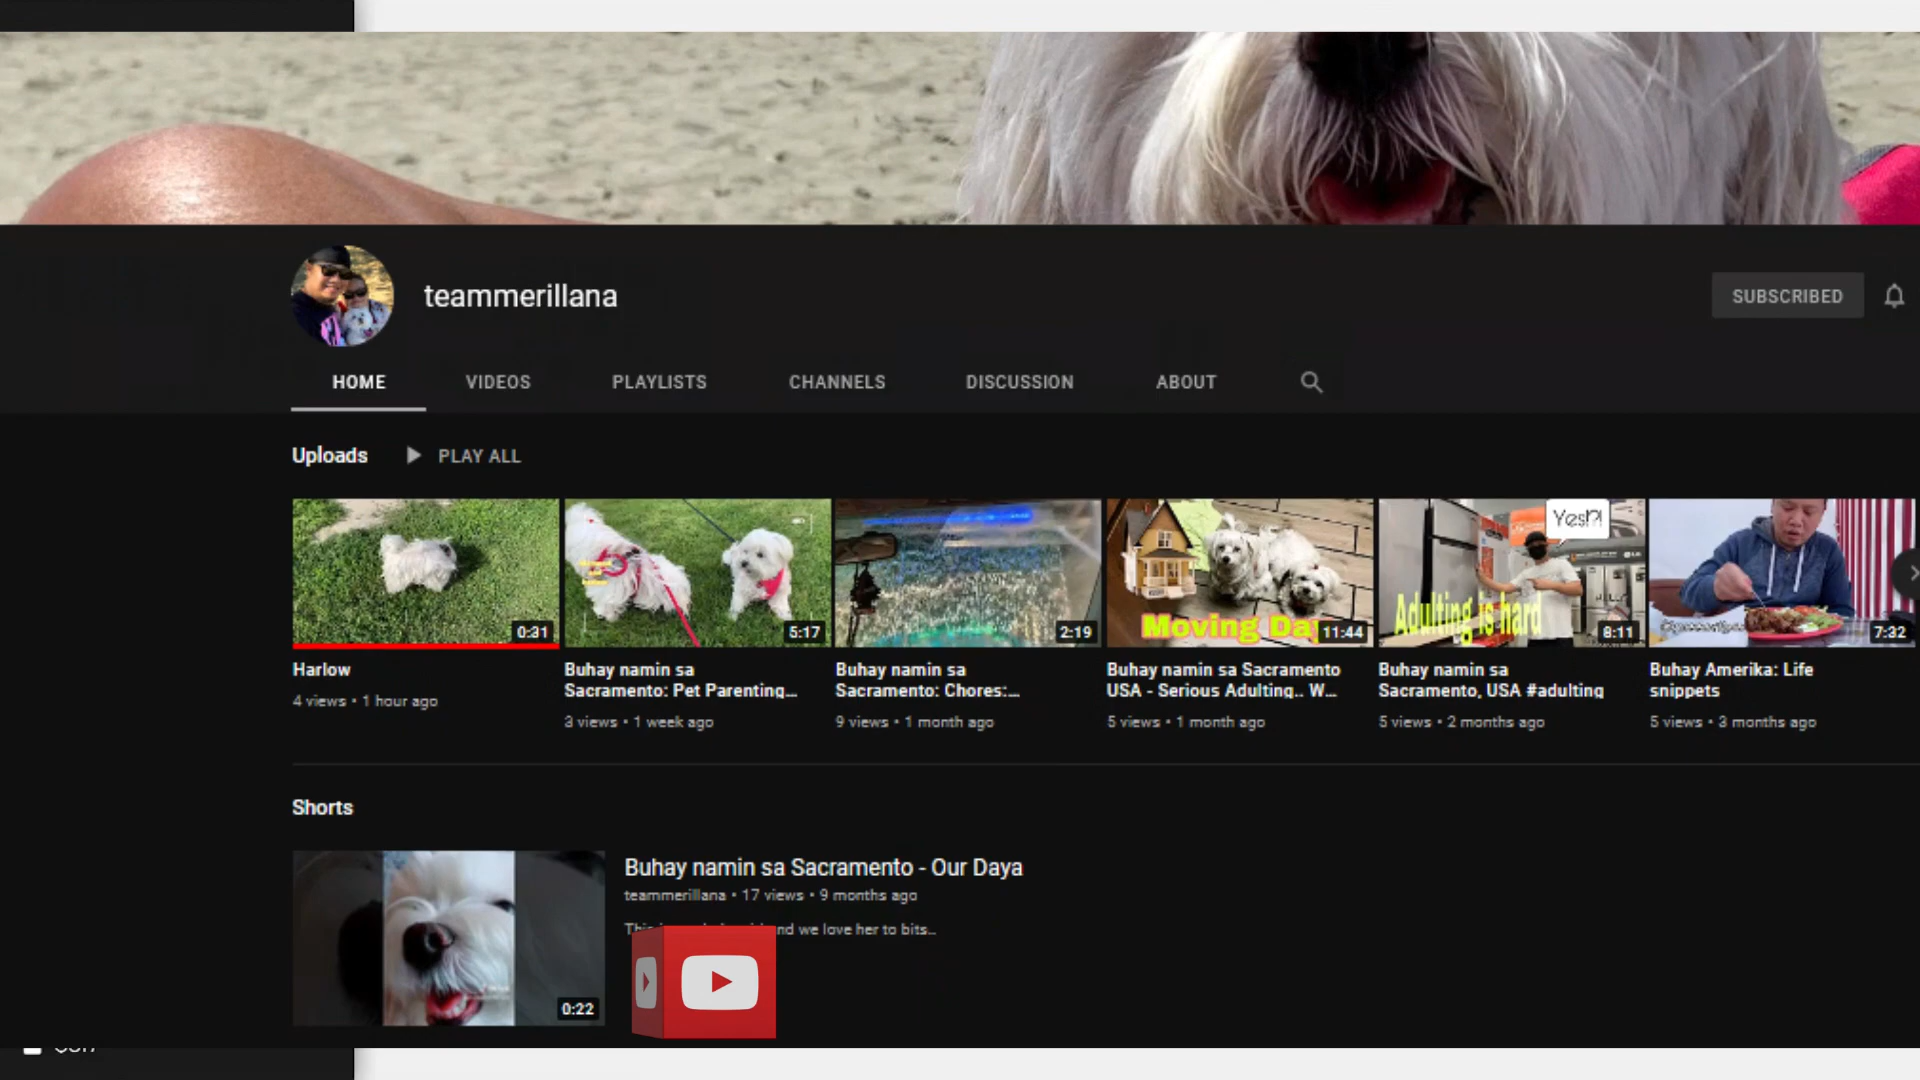 teammerillana
SUBSCRIBED
HOME VIDEOS PLAYLISTS CHANNELS DISCUSSION ABOUT
Uploads PLAY ALL
0:31
5:17
2:19
Moving Da
11:44
Yes!?!
Adulting is hard
8:11
7:32
Harlow
4 views • 1 hour ago
Buhay namin sa
Sacramento: Pet Parenting...
3 views • 1 week ago
Buhay namin sa
Sacramento: Chores:...
9 views • 1 month ago
Buhay namin sa Sacramento
USA - Serious Adulting.. W...
5 views • 1 month ago
Buhay namin sa
Sacramento, USA #adulting
5 views • 2 months ago
Buhay Amerika: Life
snippets
5 views • 3 months ago
Shorts
0:22
Buhay namin sa Sacramento - Our Daya
teammerillana • 17 views • 9 months ago
we love her to bits..